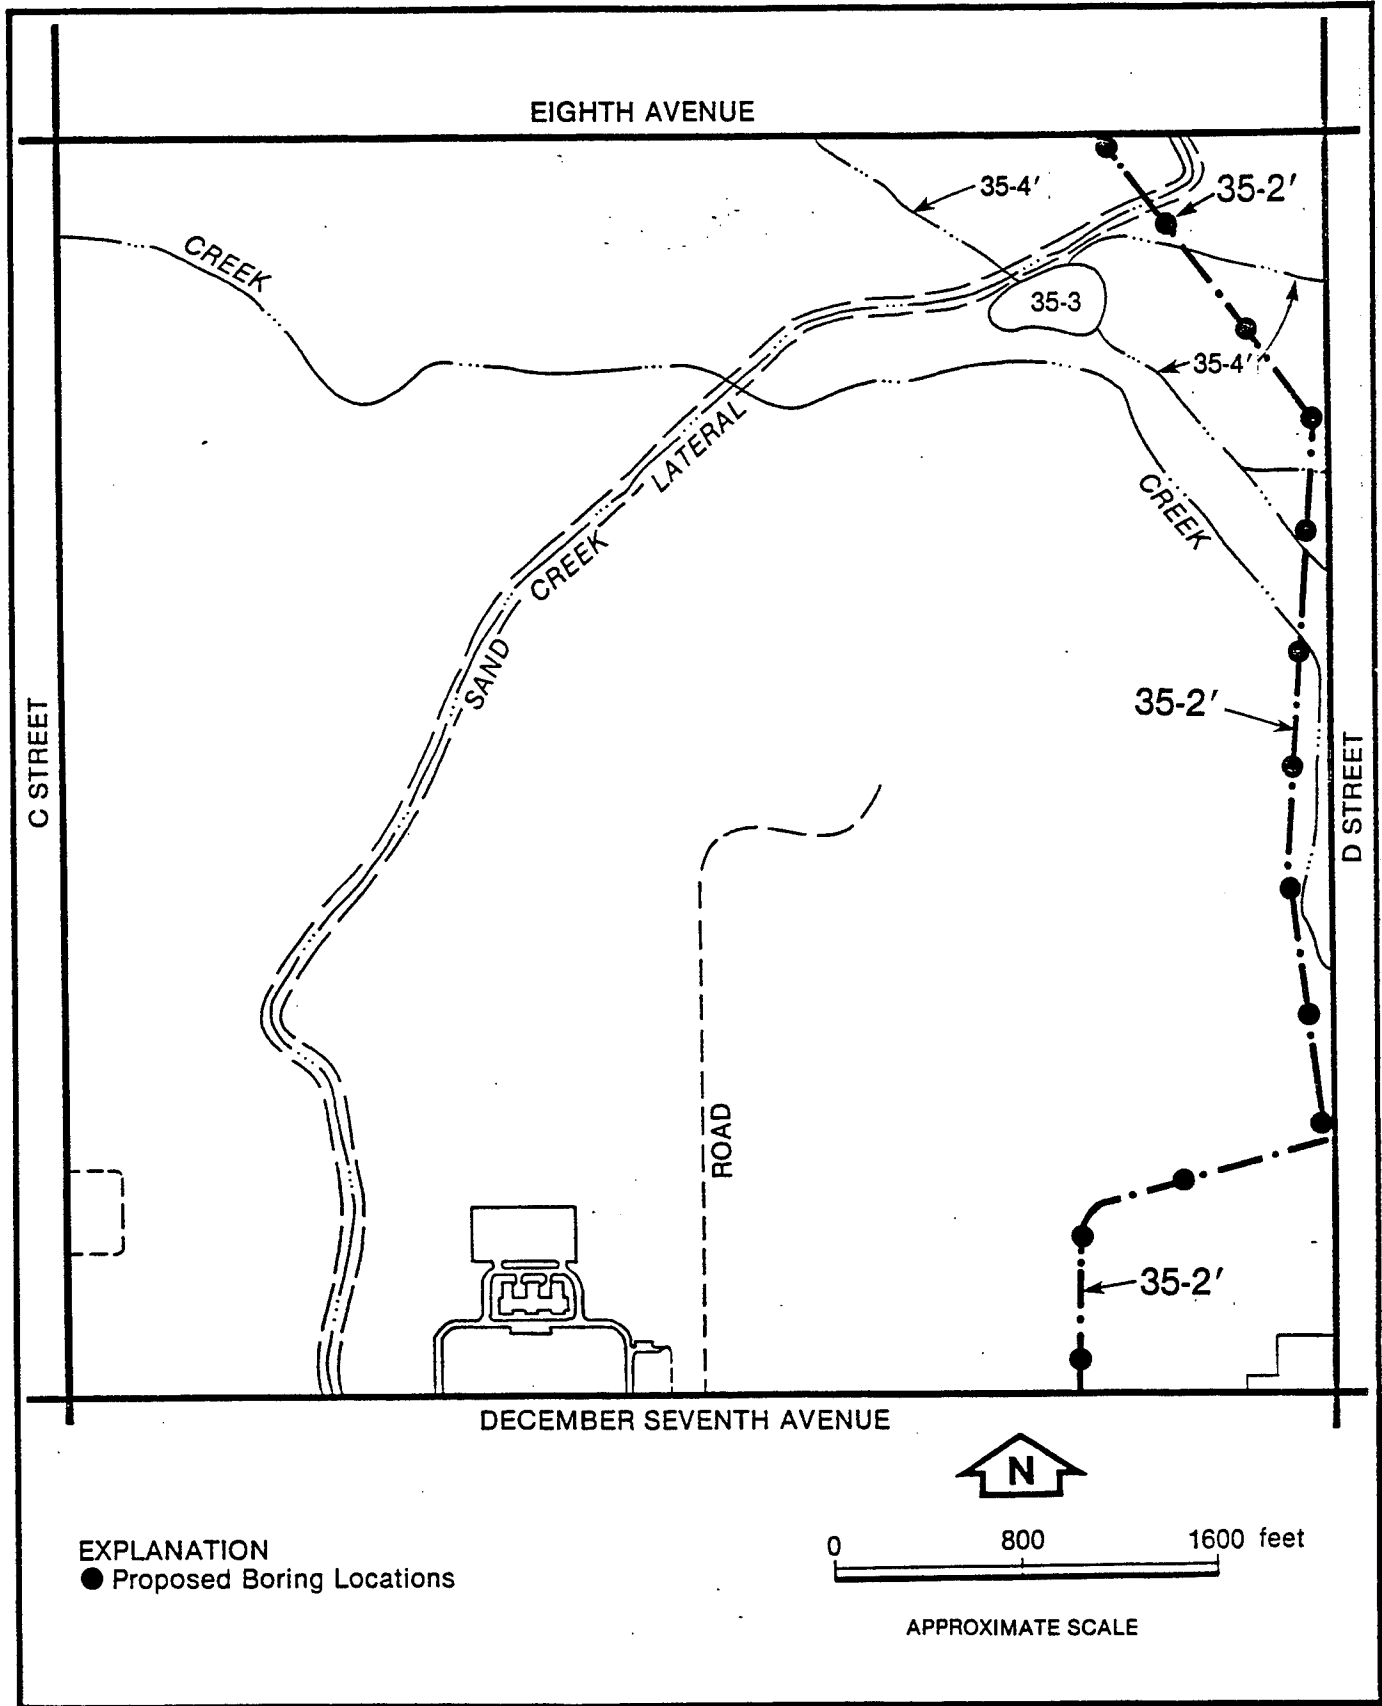 EIGHTH AVENUE
35-4'
35-2'
CREEK
35-3
35-4'
LATERAL
CREEK
CREEK
SAND
35-2'
C STREET
D STREET
ROAD
35-2'
DECEMBER SEVENTH AVENUE
N
EXPLANATION
Proposed Boring Locations
0 800 1600 feet
APPROXIMATE SCALE